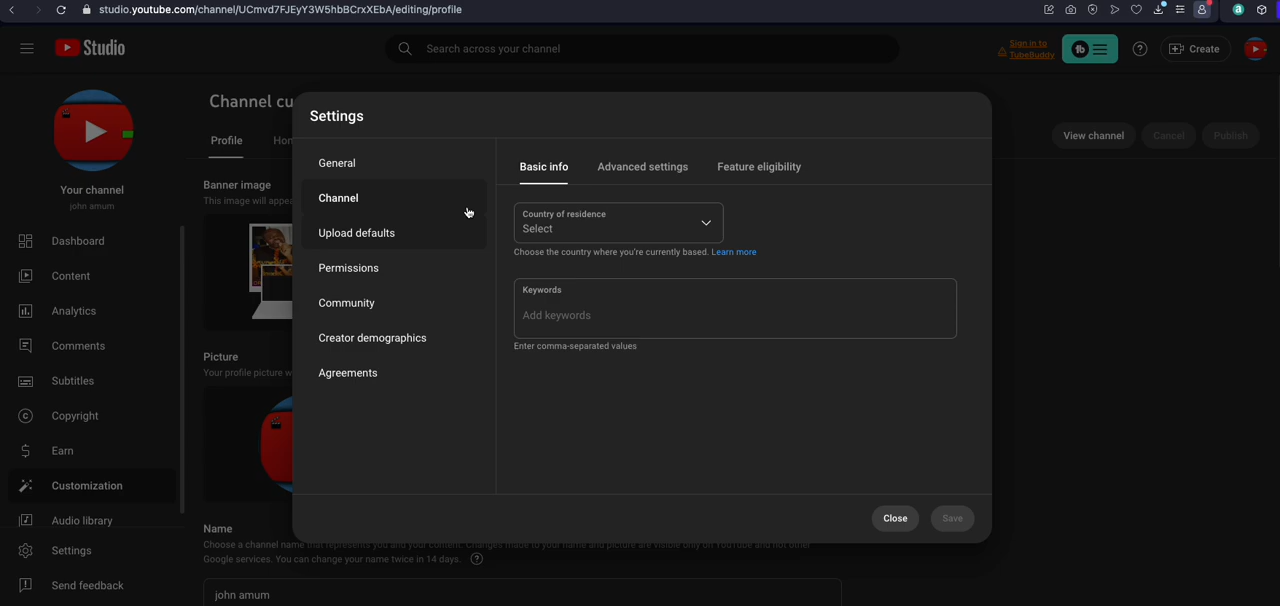 studio.youtube.com/channel/UCmvd7FJEyY3W5hbBCrxXEbA/editing/profile
Studio
Search across your channel
Sign in to
TubeBuddy
tb
Create
Channel cu
Profile
Hon
View channel
Cancel
Publish
Your channel
john amum
Dashboard
Content
Analytics
Comments
Subtitles
Copyright
Earn
Customization
Audio library
Settings
Send feedback
Banner image
This image will appea
Picture
Your profile picture w
Name
Choose a channel name that represents you and your content. Changes made to your name and picture are visible only on YouTube and not other
Google services. You can change your name twice in 14 days.
john amum
Settings
General
Channel
Upload defaults
Permissions
Community
Creator demographics
Agreements
Basic info
Advanced settings
Feature eligibility
Country of residence
Select
Choose the country where you're currently based. Learn more
Keywords
Add keywords
Enter comma-separated values
Close
Save